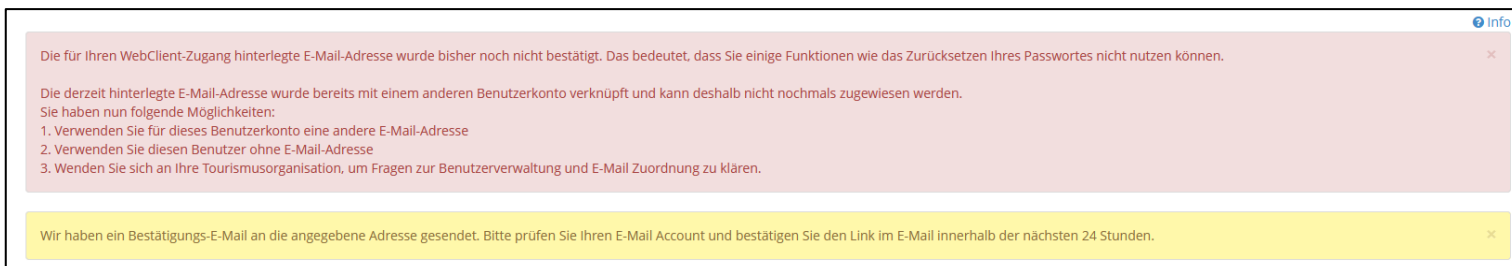 Info
Die für Ihren WebClient-Zugang hinterlegte E-Mail-Adresse wurde bisher noch nicht bestätigt. Das bedeutet, dass Sie einige Funktionen wie das Zurücksetzen Ihres Passwortes nicht nutzen können.
Die derzeit hinterlegte E-Mail-Adresse wurde bereits mit einem anderen Benutzerkonto verknüpft und kann deshalb nicht nochmals zugewiesen werden.
Sie haben nun folgende Möglichkeiten:
1. Verwenden Sie für dieses Benutzerkonto eine andere E-Mail-Adresse
2. Verwenden Sie diesen Benutzer ohne E-Mail-Adresse
3. Wenden Sie sich an Ihre Tourismusorganisation, um Fragen zur Benutzerverwaltung und E-Mail Zuordnung zu klären.
Wir haben ein Bestätigungs-E-Mail an die angegebene Adresse gesendet. Bitte prüfen Sie Ihren E-Mail Account und bestätigen Sie den Link im E-Mail innerhalb der nächsten 24 Stunden.